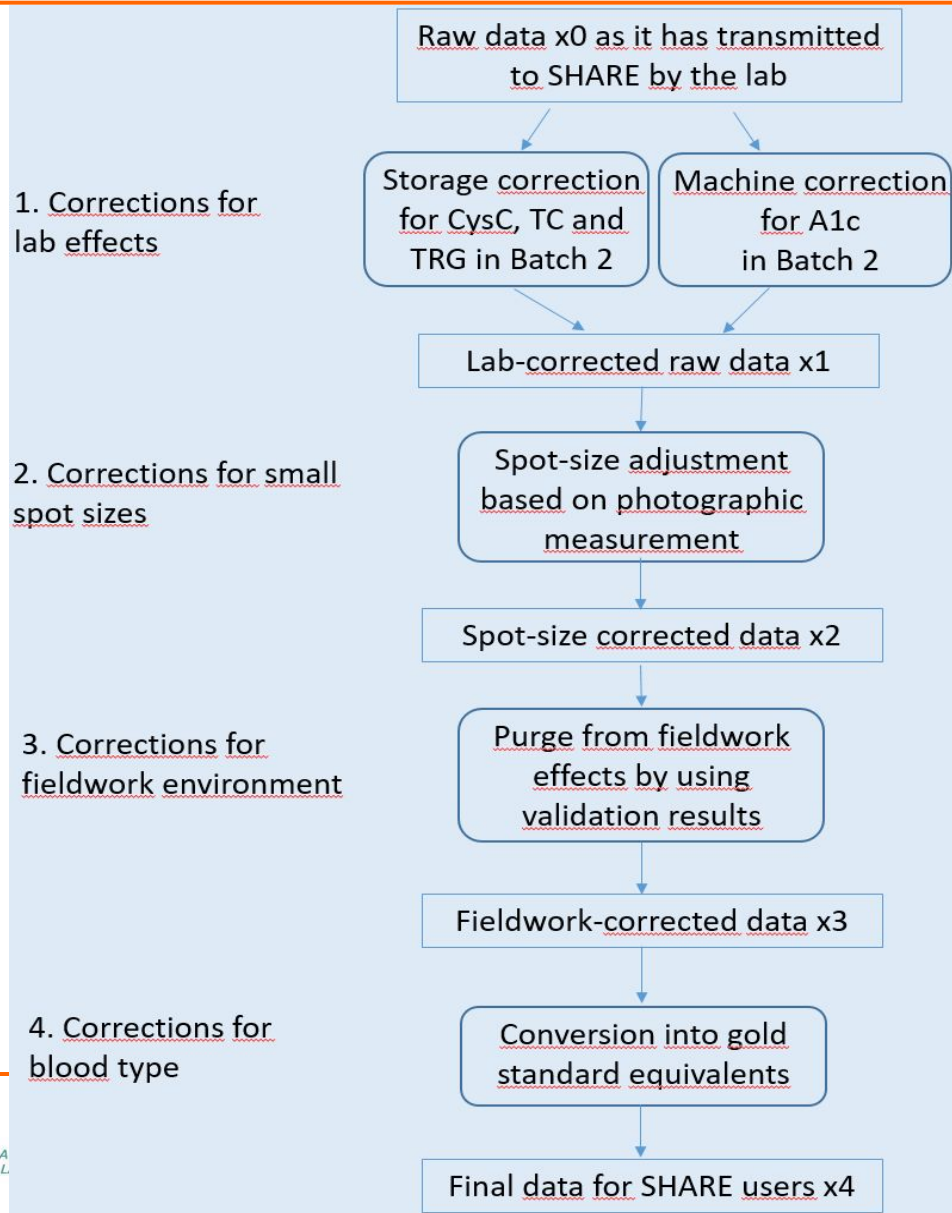 Raw data x0 as it has transmitted
to SHARE by the lab
1. Corrections for
lab effects
Storage correction
for CysC, TC and
TRG in Batch 2
Machine correction
for A1c
in Batch 2
Lab-corrected raw data x1
2. Corrections for small
spot sizes
Spot-size adjustment
based on photographic
measurement
Spot-size corrected data x2
3. Corrections for
fieldwork environment
Purge from fieldwork
effects by using
validation results
Fieldwork-corrected data x3
4. Corrections for
blood type
Conversion into gold
standard equivalents
Final data for SHARE users x4